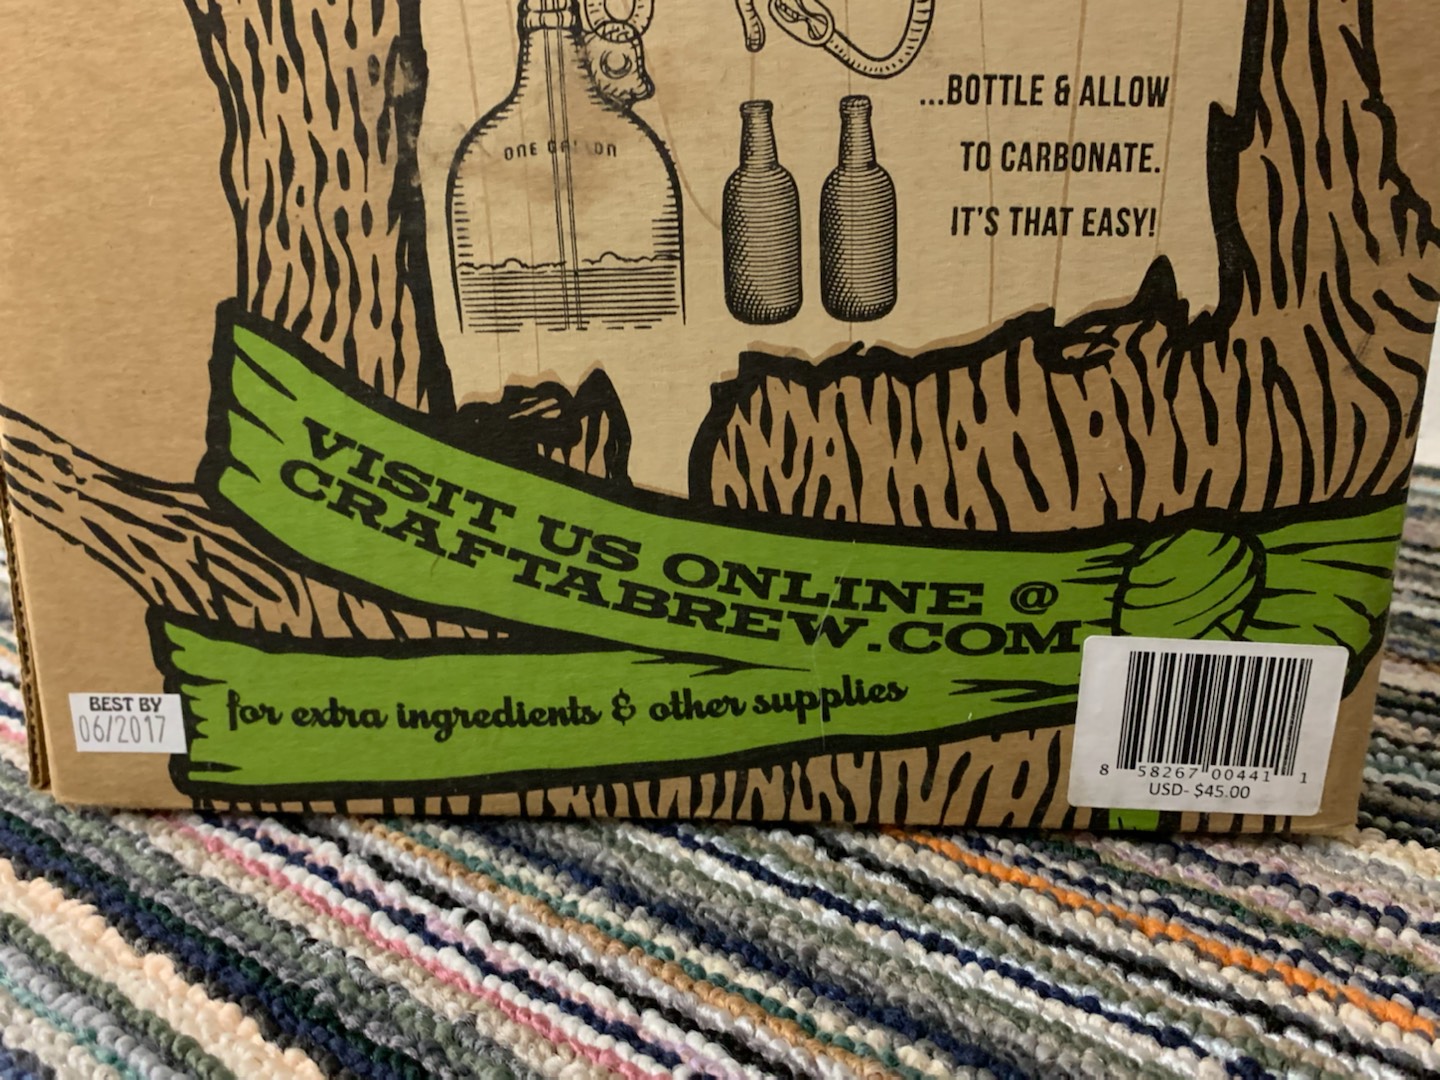 ...BOTTLE & ALLOW
TO CARBONATE.
IT'S THAT EASY!
ONE GALLON
VISIT US ONLINE @
CRAFTABREW.COM
for extra ingredients & other supplies
BEST BY
06/2017
8 58267 00441 1
USD- $45.00